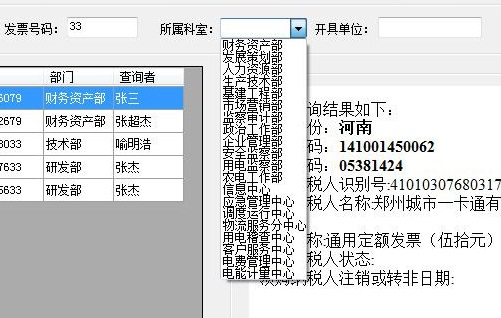 发票号码: 33 所属科室: 开具单位:
部门 查询者
6079 财务资产部 张三
2679 财务资产部 张超杰
8033 技术部 喻明浩
7633 研发部 张杰
5633 研发部 张杰
财务资产部
发展策划部
人力资源部
生产技术部
基建工程部
市场营销部
监察审计部
政治工作部
企业管理部
安全监察部
用电监察部
农电工作部
信息中心
应急管理中心
调度运行中心
物流服务分中心
用电稽查中心
客户服务中心
电费管理中心
电能计量中心
询结果如下:
份: 河南
码: 141001450062
码: 05381424
税人识别号:41010307680317
税人名称:郑州城市一卡通有
称:通用定额发票（伍拾元）
税人状态:
税人注销或转非日期: